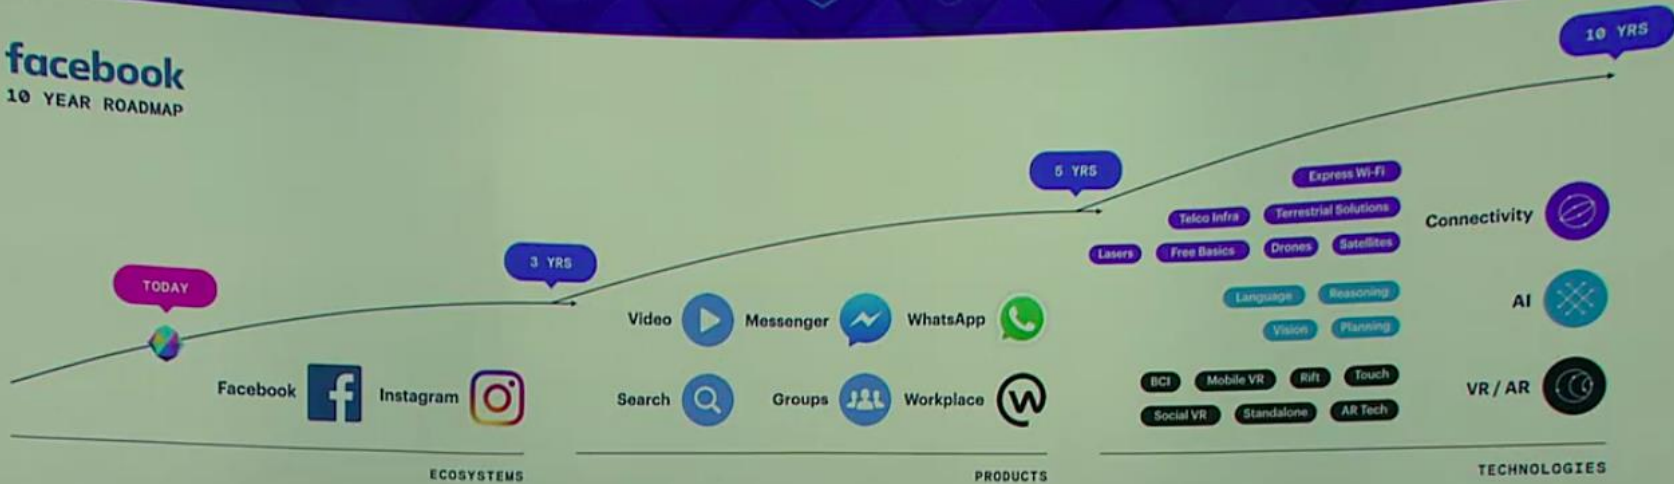 facebook
10 YEAR ROADMAP
TODAY
3 YRS
5 YRS
10 YRS
Facebook
Instagram
ECOSYSTEMS
Video
Messenger
WhatsApp
Search
Groups
Workplace
PRODUCTS
Express Wi-Fi
Telco Infra
Terrestrial Solutions
Lasers
Free Basics
Drones
Satellites
Connectivity
Language
Reasoning
Vision
Planning
AI
BCI
Mobile VR
Rift
Touch
Social VR
Standalone
AR Tech
VR / AR
TECHNOLOGIES